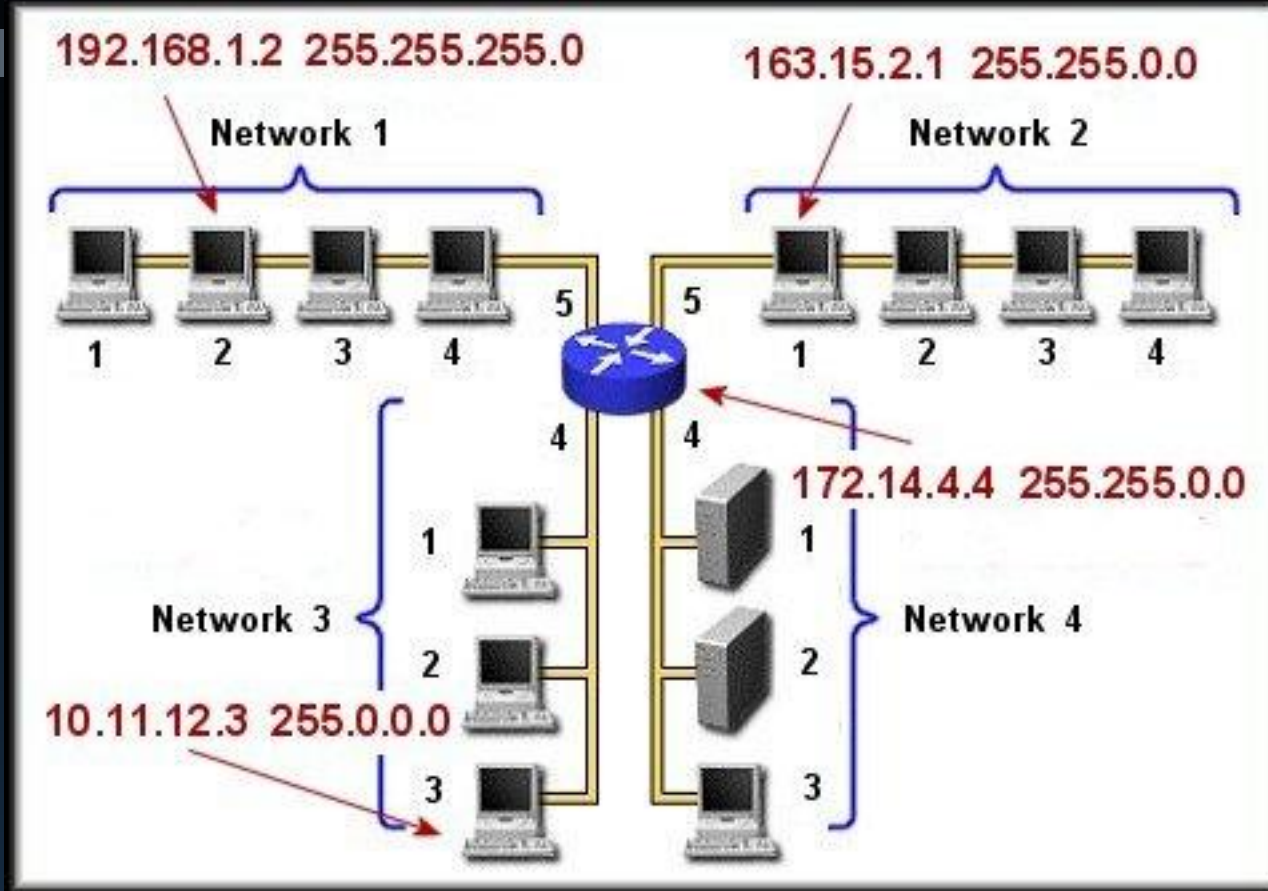 192.168.1.2 255.255.255.0
163.15.2.1 255.255.0.0
Network 1
Network 2
5 5
1 2 3 4
1 2 3 4
4 4
172.14.4.4 255.255.0.0
1 1
Network 3
Network 4
2 2
10.11.12.3 255.0.0.0
3 3